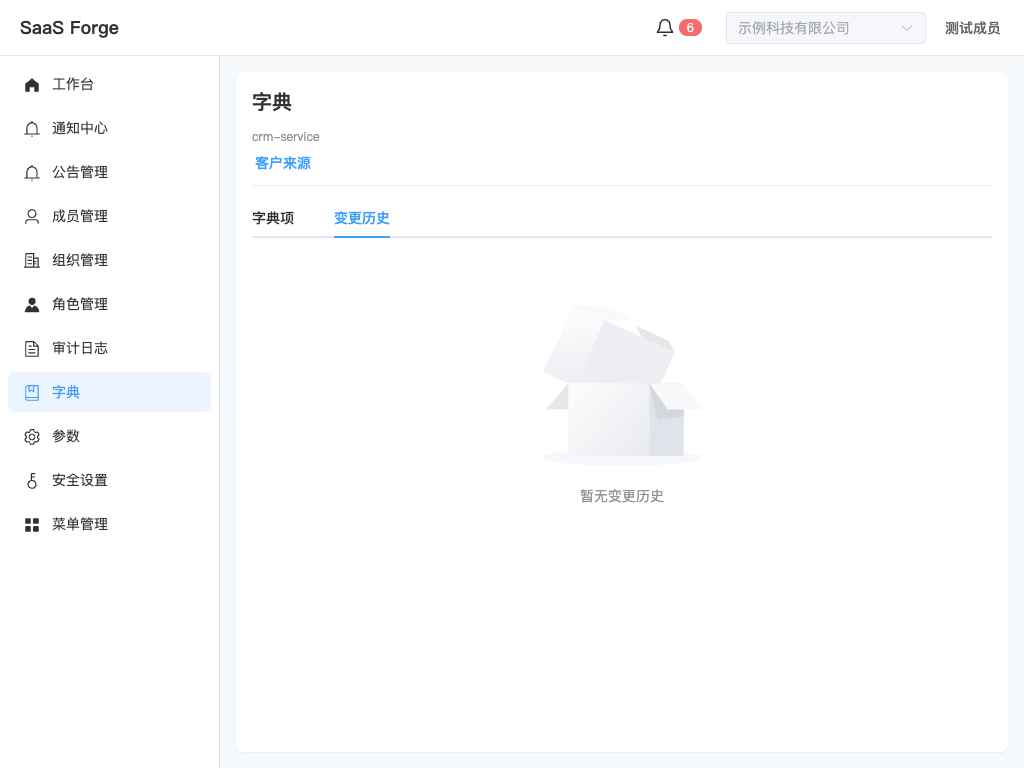 SaaS Forge
6
示例科技有限公司
测试成员
工作台
通知中心
公告管理
成员管理
组织管理
角色管理
审计日志
字典
参数
安全设置
菜单管理
字典
crm-service
客户来源
字典项
变更历史
暂无变更历史